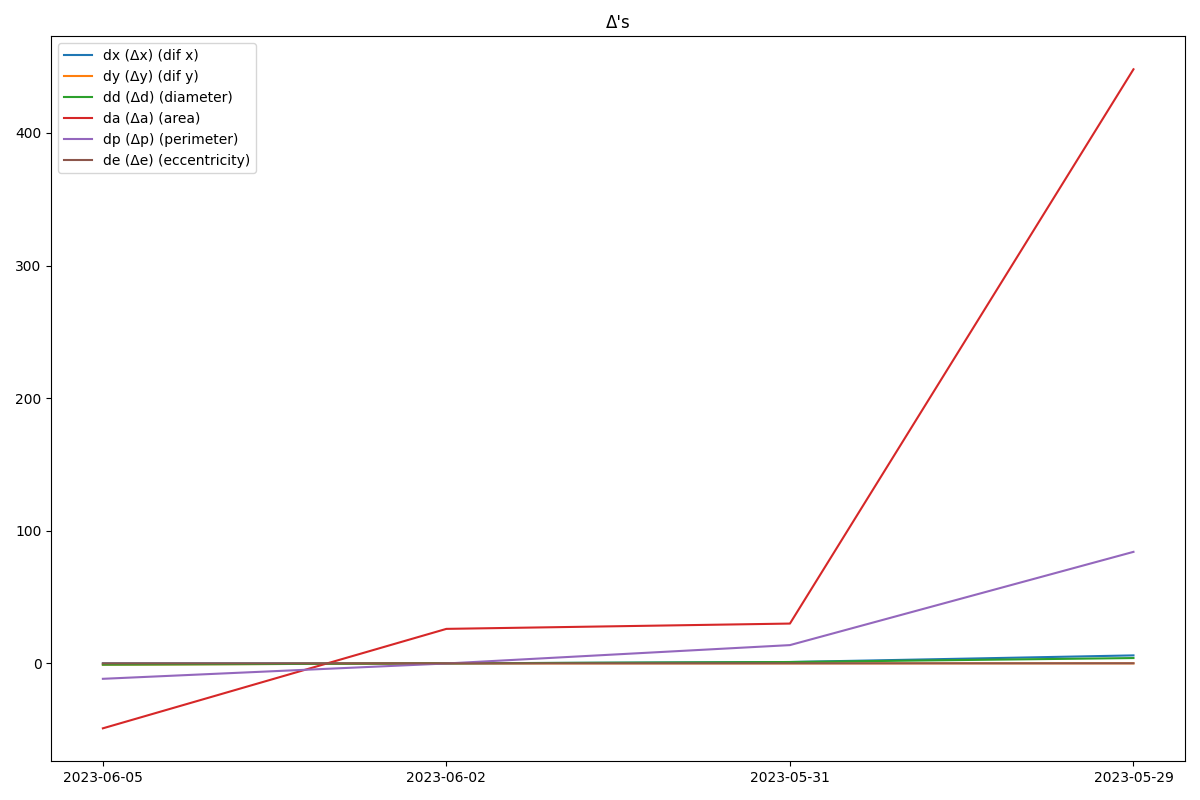 Δ's
dx (Δx) (dif x)
dy (Δy) (dif y)
dd (Δd) (diameter)
da (Δa) (area)
dp (Δp) (perimeter)
de (Δe) (eccentricity)
400
300
200
100
0
2023-06-05 2023-06-02 2023-05-31 2023-05-29